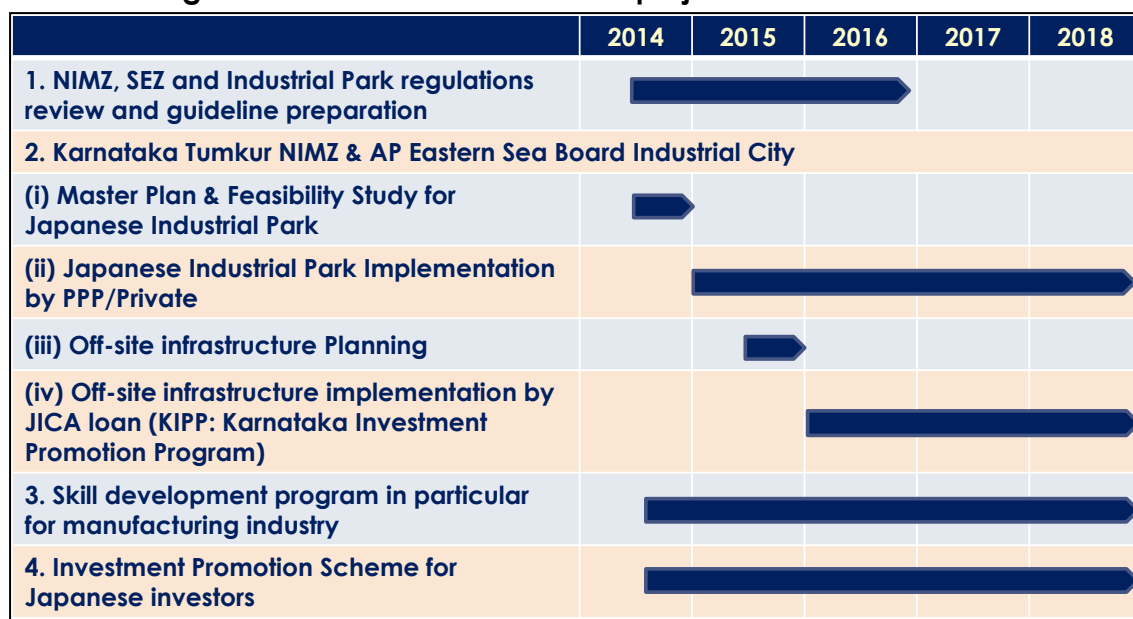 2014 2015 2016 2017 2018
1. NIMZ, SEZ and Industrial Park regulations
review and guideline preparation
2. Karnataka Tumkur NIMZ & AP Eastern Sea Board Industrial City
(i) Master Plan & Feasibility Study for
Japanese Industrial Park
(ii) Japanese Industrial Park Implementation
by PPP/Private
(iii) Off-site infrastructure Planning
(iv) Off-site infrastructure implementation by
JICA loan (KIPP: Karnataka Investment
Promotion Program)
3. Skill development program in particular
for manufacturing industry
4. Investment Promotion Scheme for
Japanese investors